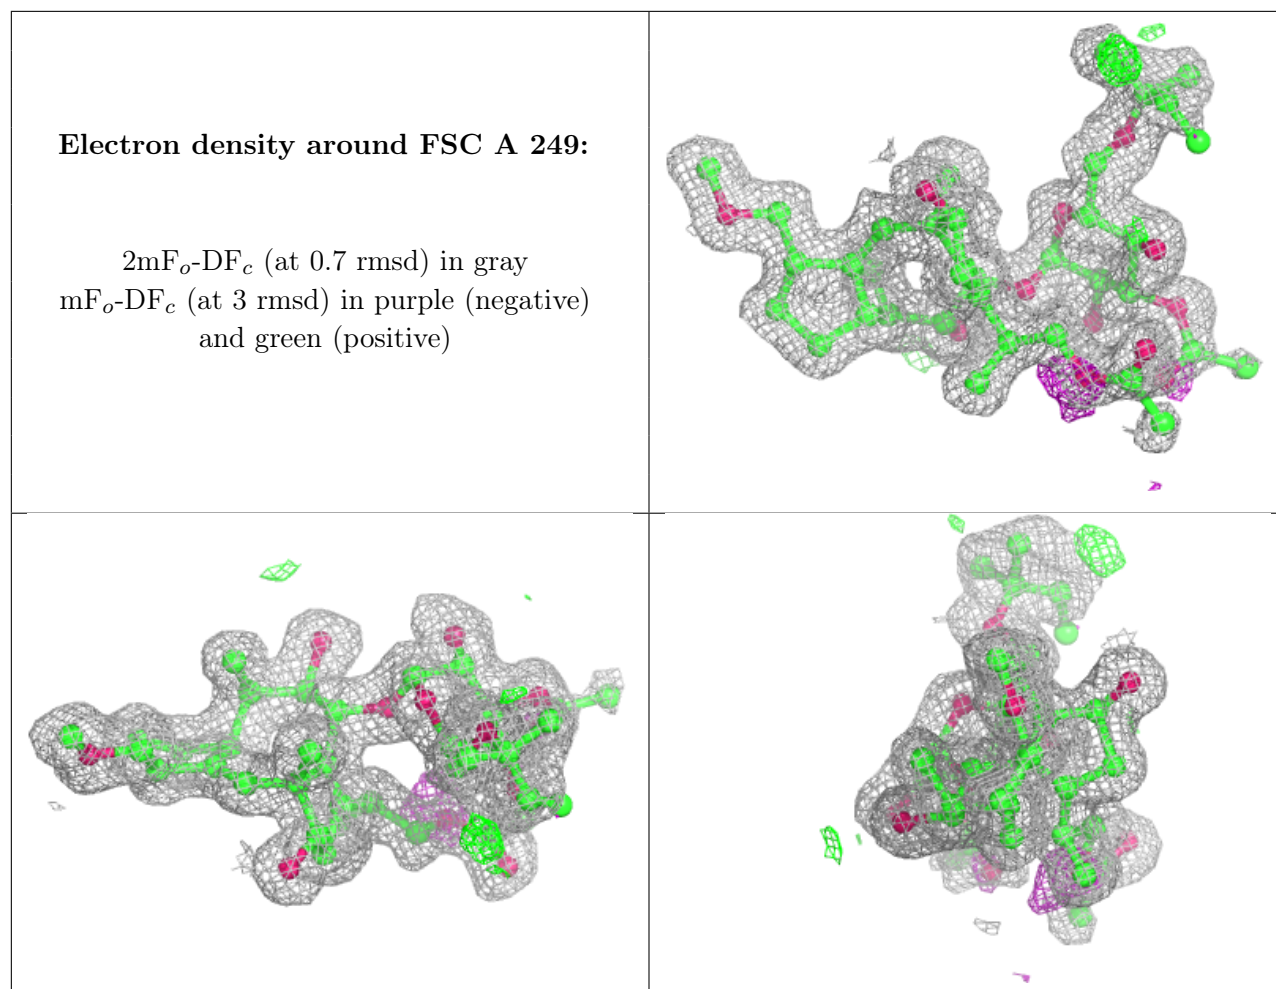 Electron density around FSC A 249:
2mFo-DFc (at 0.7 rmsd) in gray
mFo-DFc (at 3 rmsd) in purple (negative)
and green (positive)